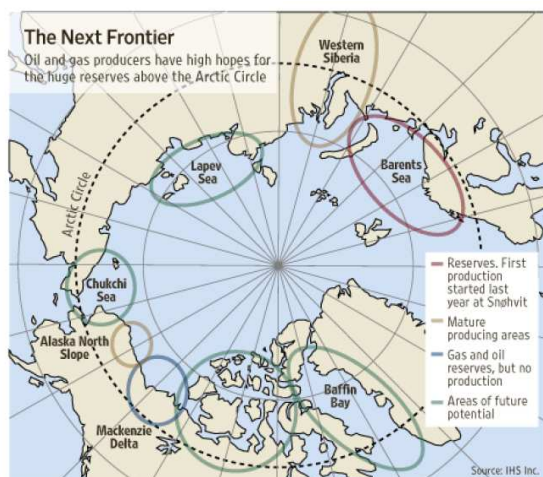 The Next Frontier
Oil and gas producers have high hopes for
the huge reserves above the Arctic Circle
Western
Siberia
Lapev
Sea
Barents
Sea
Arctic Circle
Chukchi
Sea
Alaska North
Slope
Mackenzie
Delta
Baffin
Bay
Reserves. First
production
started last
year at Snøhvit
Mature
producing areas
Gas and oil
reserves, but no
production
Areas of future
potential
Source: IHS Inc.